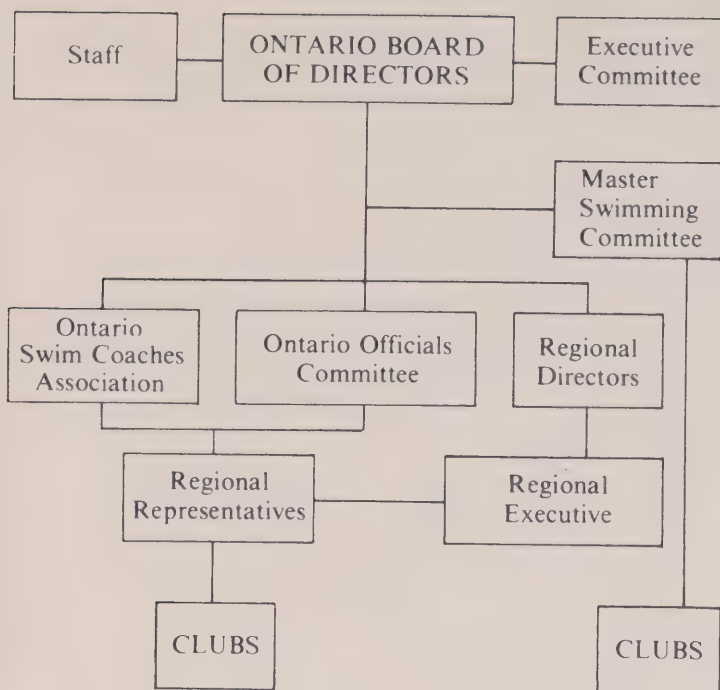 Staff
ONTARIO BOARD
OF DIRECTORS
Executive
Committee
Master
Swimming
Committee
Ontario
Swim Coaches
Association
Ontario Officials
Committee
Regional
Directors
Regional
Representatives
Regional
Executive
CLUBS
CLUBS